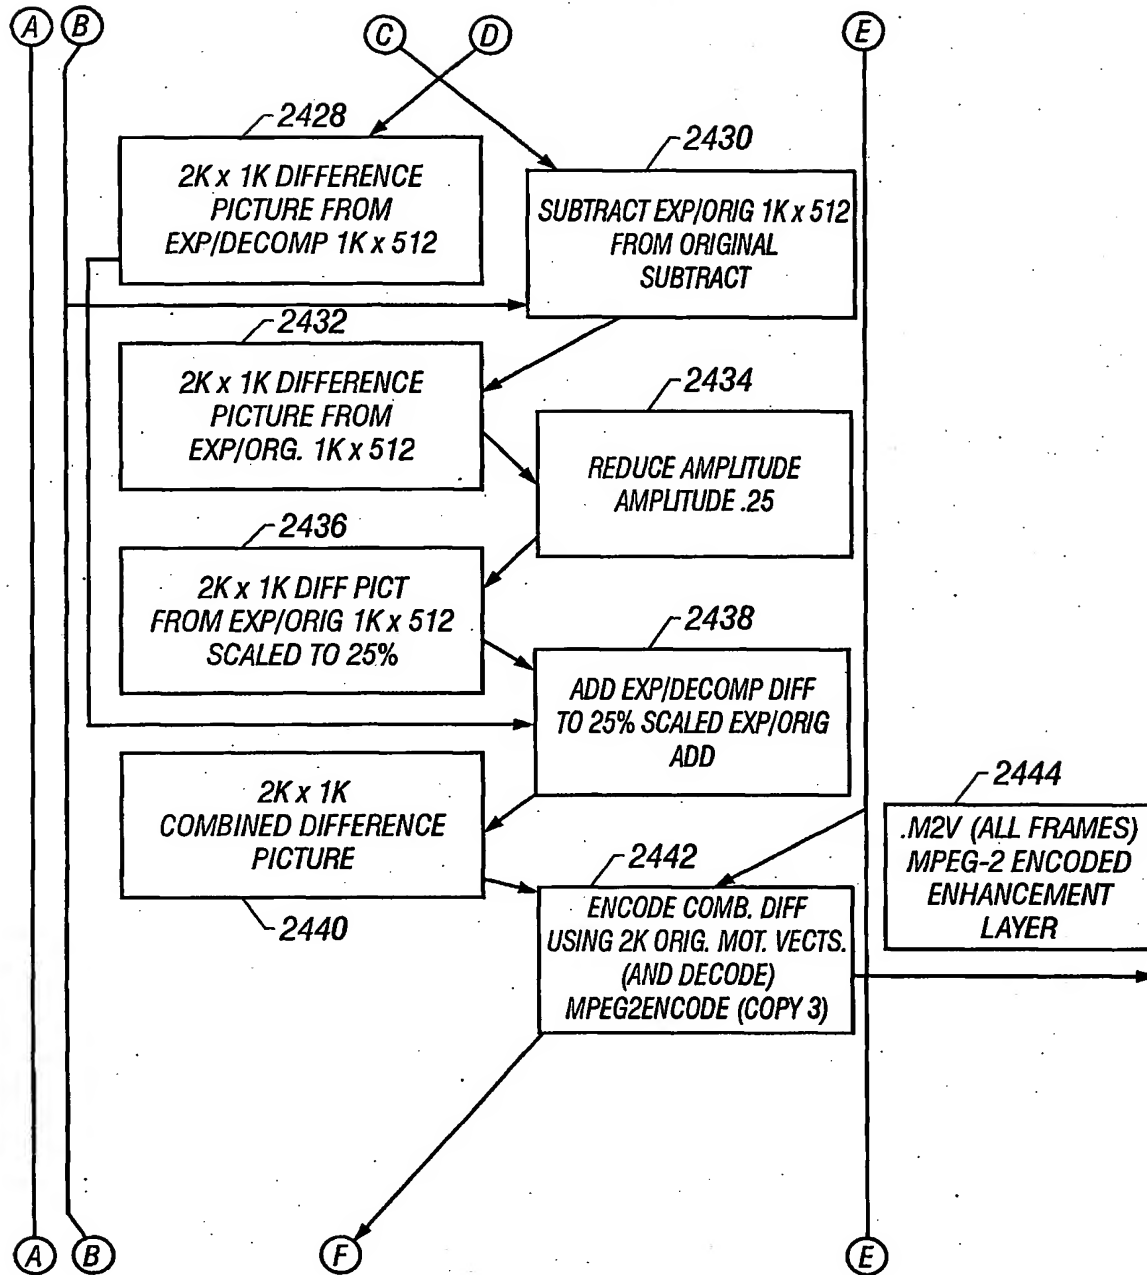 A B C D E
2428
2K x 1K DIFFERENCE
PICTURE FROM
EXP/DECOMP 1K x 512
2430
SUBTRACT EXP/ORIG 1K x 512
FROM ORIGINAL
SUBTRACT
2432
2K x 1K DIFFERENCE
PICTURE FROM
EXP/ORG. 1K x 512
2434
REDUCE AMPLITUDE
AMPLITUDE .25
2436
2K x 1K DIFF PICT
FROM EXP/ORIG 1K x 512
SCALED TO 25%
2438
ADD EXP/DECOMP DIFF
TO 25% SCALED EXP/ORIG
ADD
2K x 1K
COMBINED DIFFERENCE
PICTURE
2440
2442
ENCODE COMB. DIFF
USING 2K ORIG. MOT. VECTS.
(AND DECODE)
MPEG2ENCODE (COPY 3)
2444
.M2V (ALL FRAMES)
MPEG-2 ENCODED
ENHANCEMENT
LAYER
A B F E